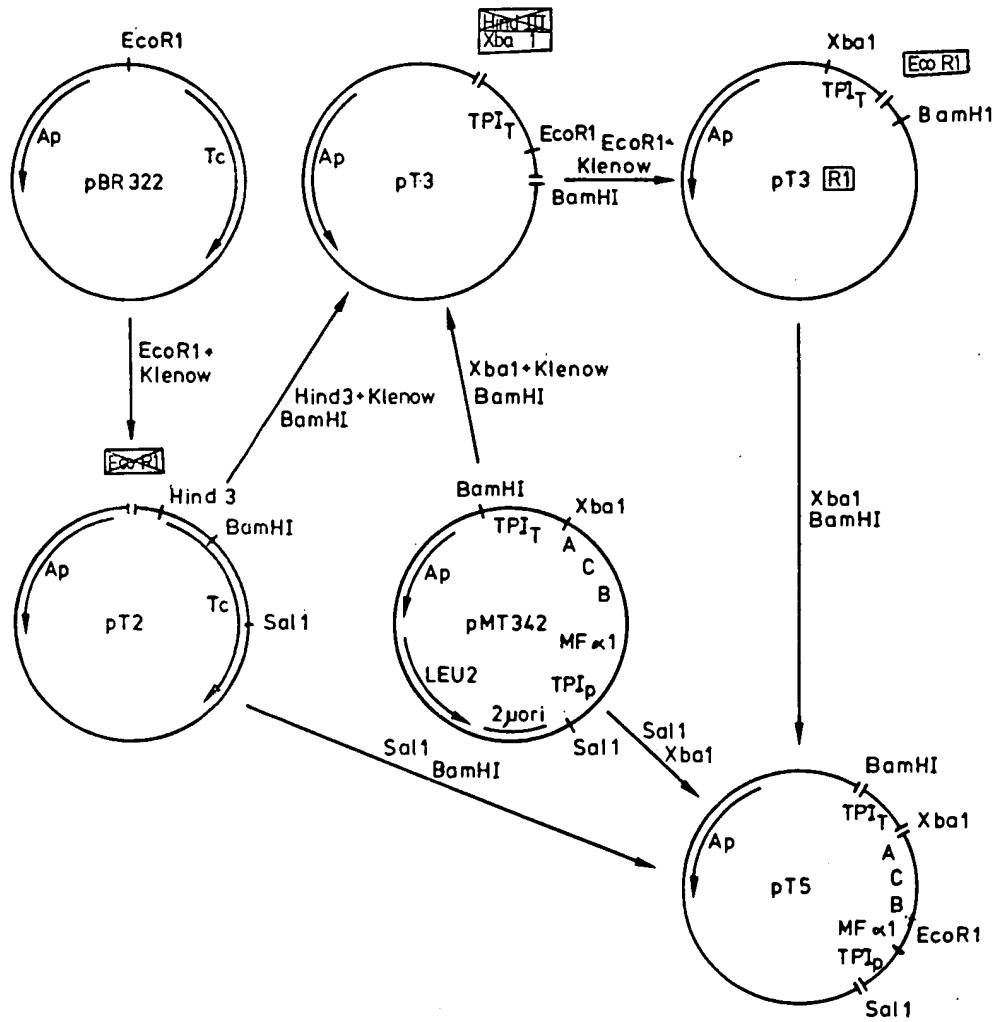 EcoR1
Ap
Tc
pBR322
Hind III
Xba 1
TPIT
EcoR1
Ap
pT3
BamHI
EcoR1+
Klenow
Xba1
Eco R1
TPIT
BamH1
Ap
pT3 R1
EcoR1+
Klenow
Hind3+Klenow
BamHI
Xba1+Klenow
BamHI
Xba1
BamHI
Eco R1
Hind 3
BamHI
Ap
Tc
pT2
Sal1
BamHI
TPIT
Xba1
A
C
B
Ap
pMT342
MFα1
LEU2
TPIp
2μori
Sal1
Sal1
Xba1
Sal1
BamHI
BamHI
TPIT
Xba1
Ap
A
C
B
pT5
MFα1
EcoR1
TPIp
Sal1